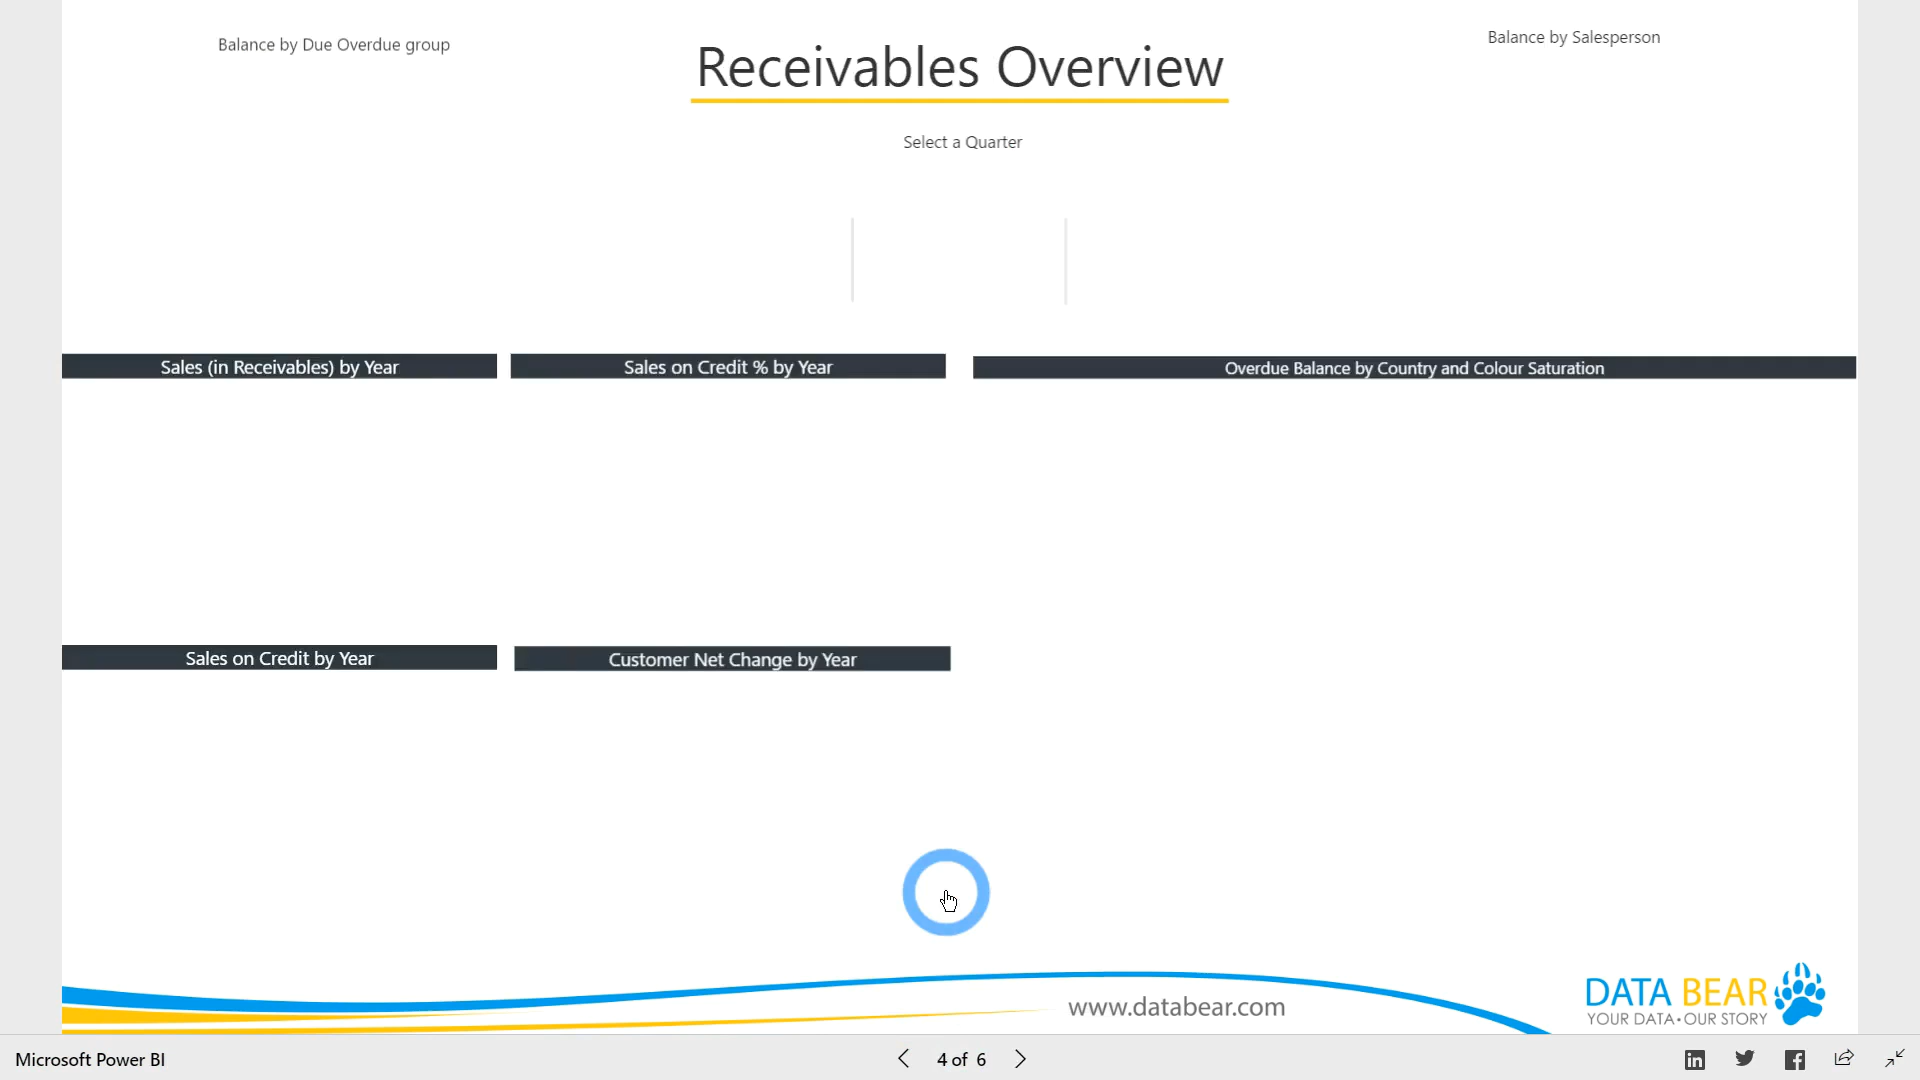 Balance by Due Overdue group
Receivables Overview
Balance by Salesperson
Select a Quarter
Sales (in Receivables) by Year
Sales on Credit % by Year
Overdue Balance by Country and Colour Saturation
Sales on Credit by Year
Customer Net Change by Year
www.databear.com
DATA BEAR
YOUR DATA•OUR STORY
Microsoft Power BI
4 of 6